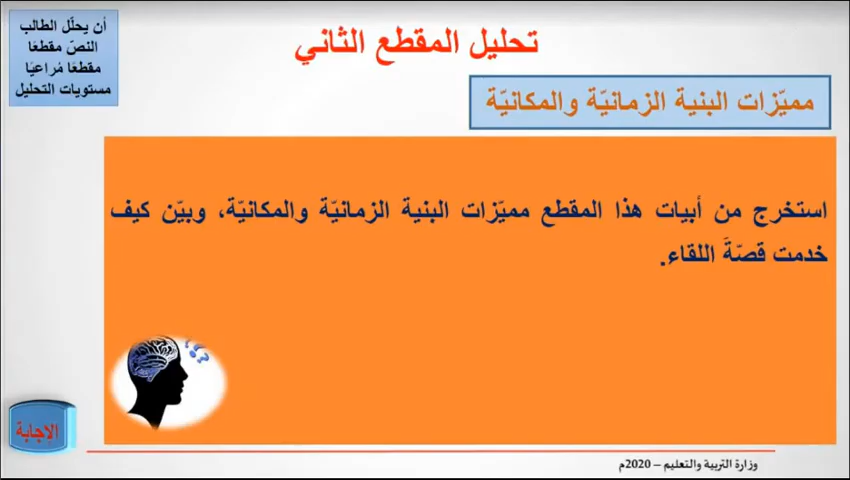 أن يحلّل الطالب
النصّ مقطعًا
مقطعًا مُراعيًا
مستويات التحليل
تحليل المقطع الثاني
مميّزات البنية الزمانيّة والمكانيّة
استخرج من أبيات هذا المقطع مميّزات البنية الزمانيّة والمكانيّة، وبيّن كيف
خدمت قصّةَ اللقاء.
الإجابة
وزارة التربية والتعليم – 2020م